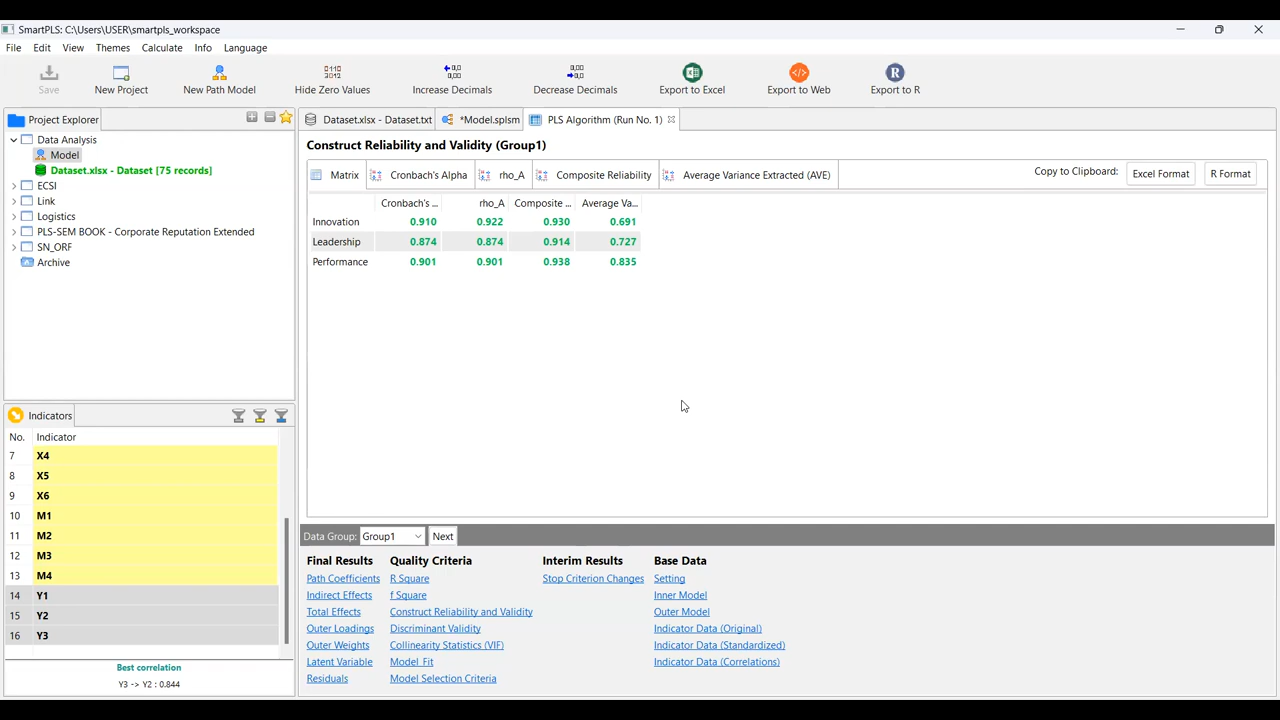 SmartPLS: C:\Users\USER\smartpls_workspace
File Edit View Themes Calculate Info Language
Save New Project New Path Model Hide Zero Values Increase Decimals Decrease Decimals Export to Excel Export to Web Export to R
Project Explorer
Data Analysis
Model
Dataset.xlsx - Dataset [75 records]
ECSI
Link
Logistics
PLS-SEM BOOK - Corporate Reputation Extended
SN_ORF
Archive
Indicators
No. Indicator
7 X4
8 X5
9 X6
10 M1
11 M2
12 M3
13 M4
14 Y1
15 Y2
16 Y3
Best correlation
Y3 -> Y2 : 0.844
Dataset.xlsx - Dataset.txt *Model.splsm PLS Algorithm (Run No. 1)
Construct Reliability and Validity (Group1)
Matrix Cronbach's Alpha rho_A Composite Reliability Average Variance Extracted (AVE) Copy to Clipboard: Excel Format R Format
Cronbach's ... rho_A Composite ... Average Va...
Innovation 0.910 0.922 0.930 0.691
Leadership 0.874 0.874 0.914 0.727
Performance 0.901 0.901 0.938 0.835
Data Group: Group1 Next
Final Results Quality Criteria Interim Results Base Data
Path Coefficients R Square Stop Criterion Changes Setting
Indirect Effects f Square Inner Model
Total Effects Construct Reliability and Validity Outer Model
Outer Loadings Discriminant Validity Indicator Data (Original)
Outer Weights Collinearity Statistics (VIF) Indicator Data (Standardized)
Latent Variable Model_Fit Indicator Data (Correlations)
Residuals Model Selection Criteria